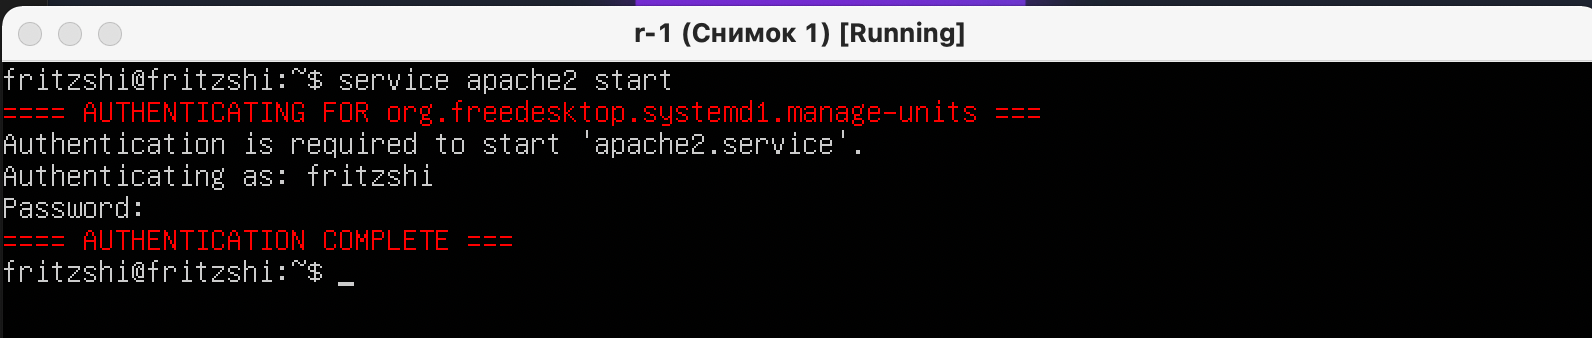 r-1 (Снимок 1) [Running]
fritzshi@fritzshi:~$ service apache2 start
==== AUTHENTICATING FOR org.freedesktop.systemd1.manage-units ===
Authentication is required to start 'apache2.service'.
Authenticating as: fritzshi
Password:
==== AUTHENTICATION COMPLETE ===
fritzshi@fritzshi:~$ _